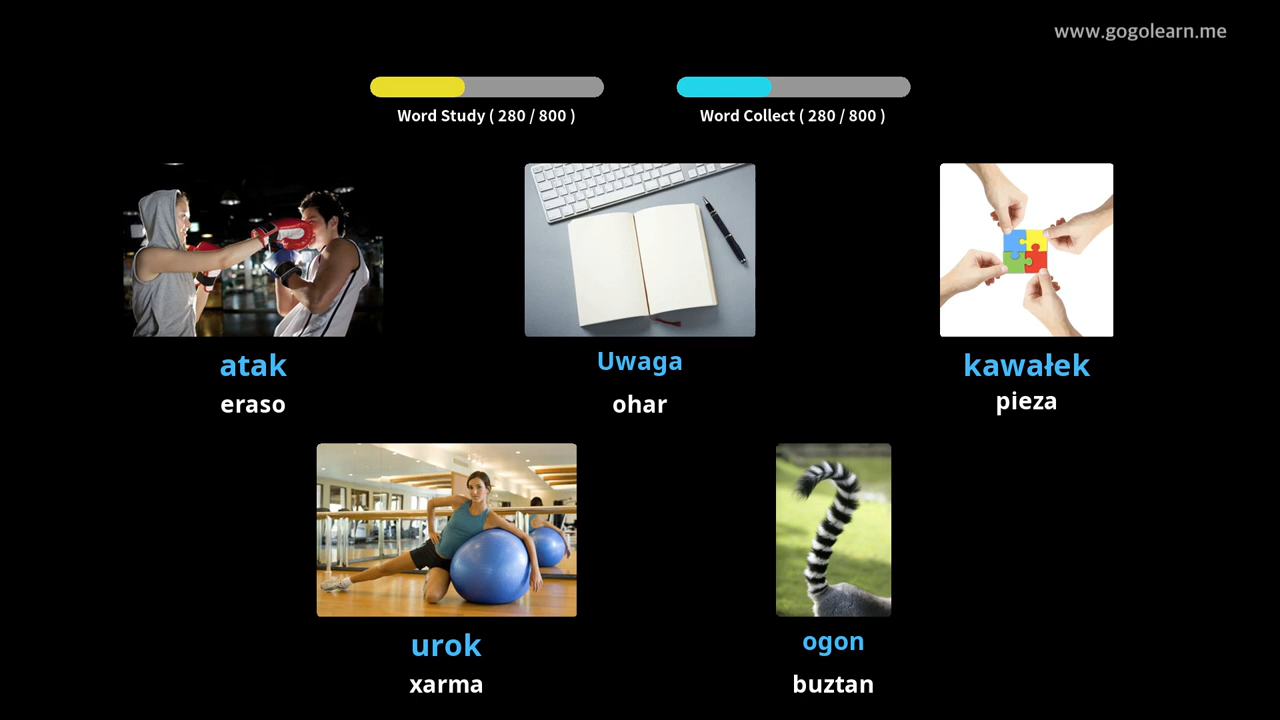 www.gogolearn.me
Word Study ( 280 / 800 )
Word Collect ( 280 / 800 )
atak
eraso
Uwaga
ohar
kawałek
pieza
urok
xarma
ogon
buztan